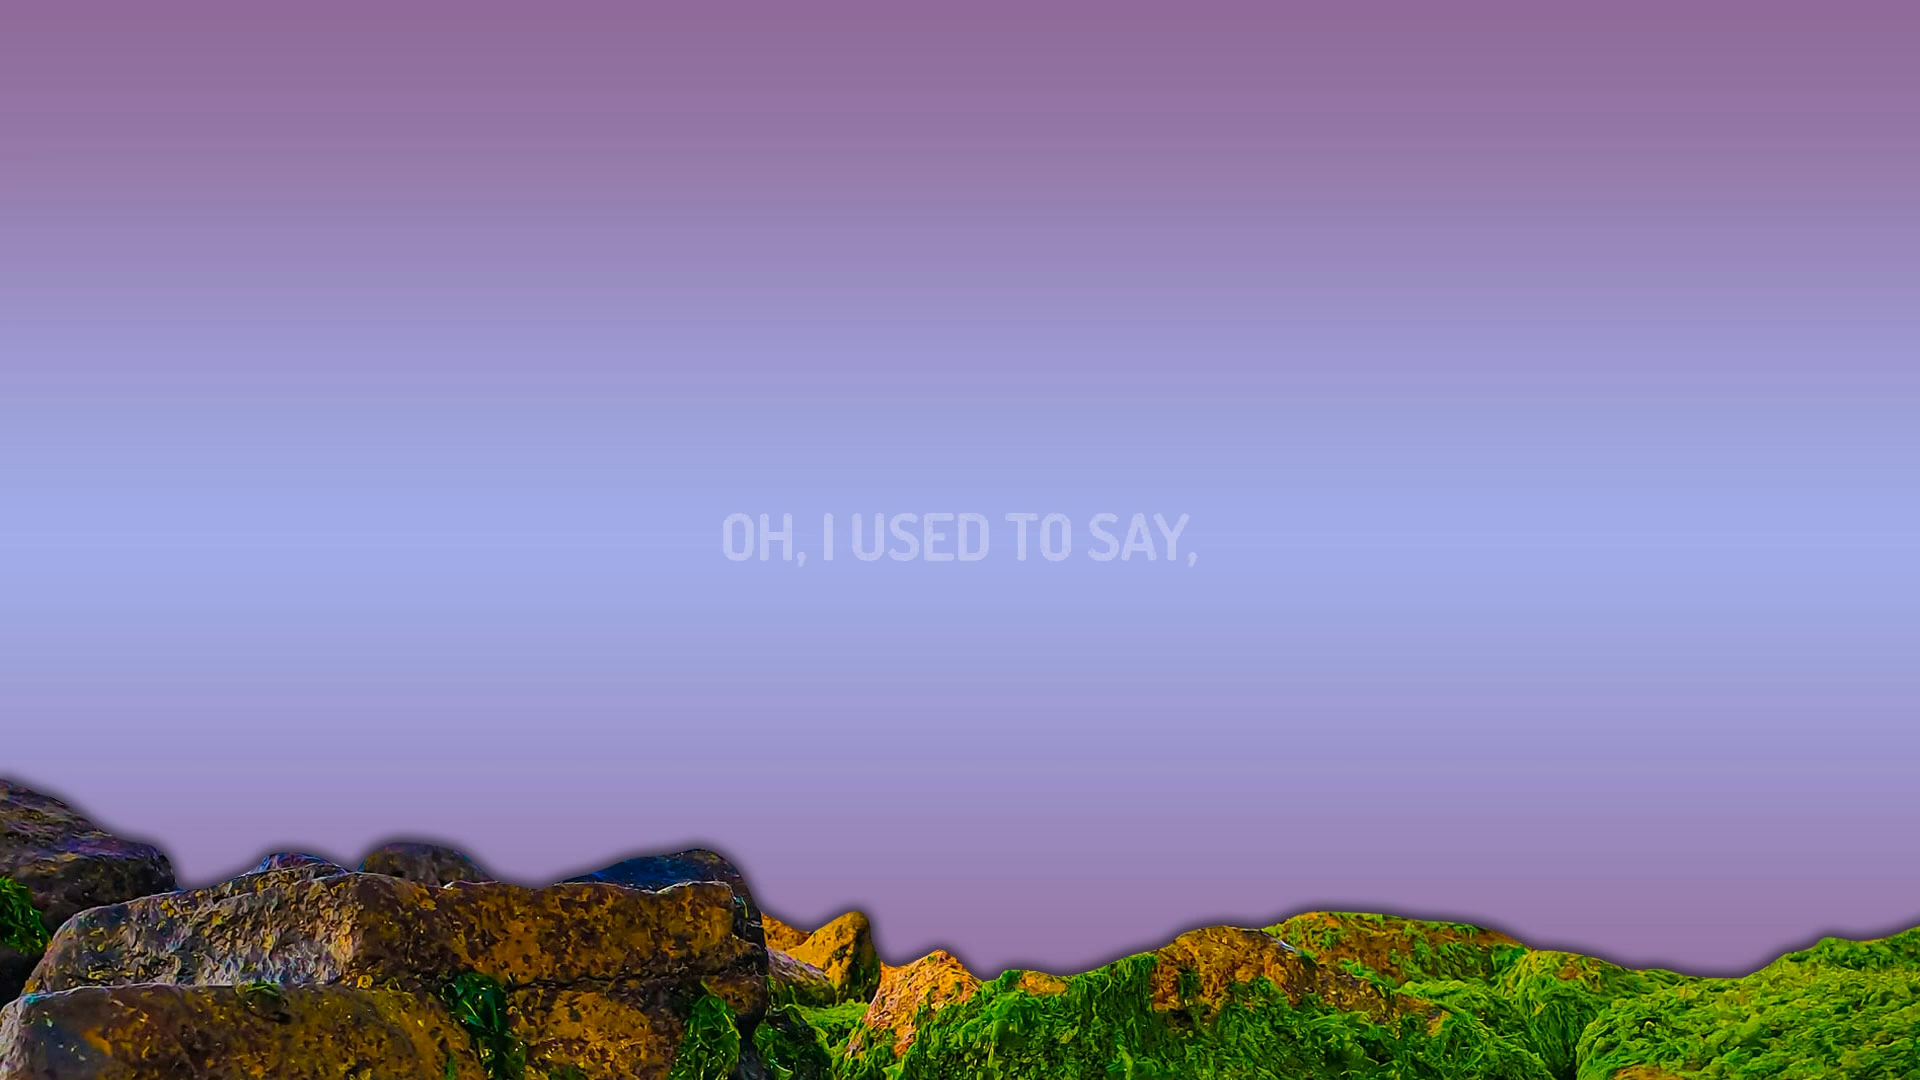 OH, I USED TO SAY,